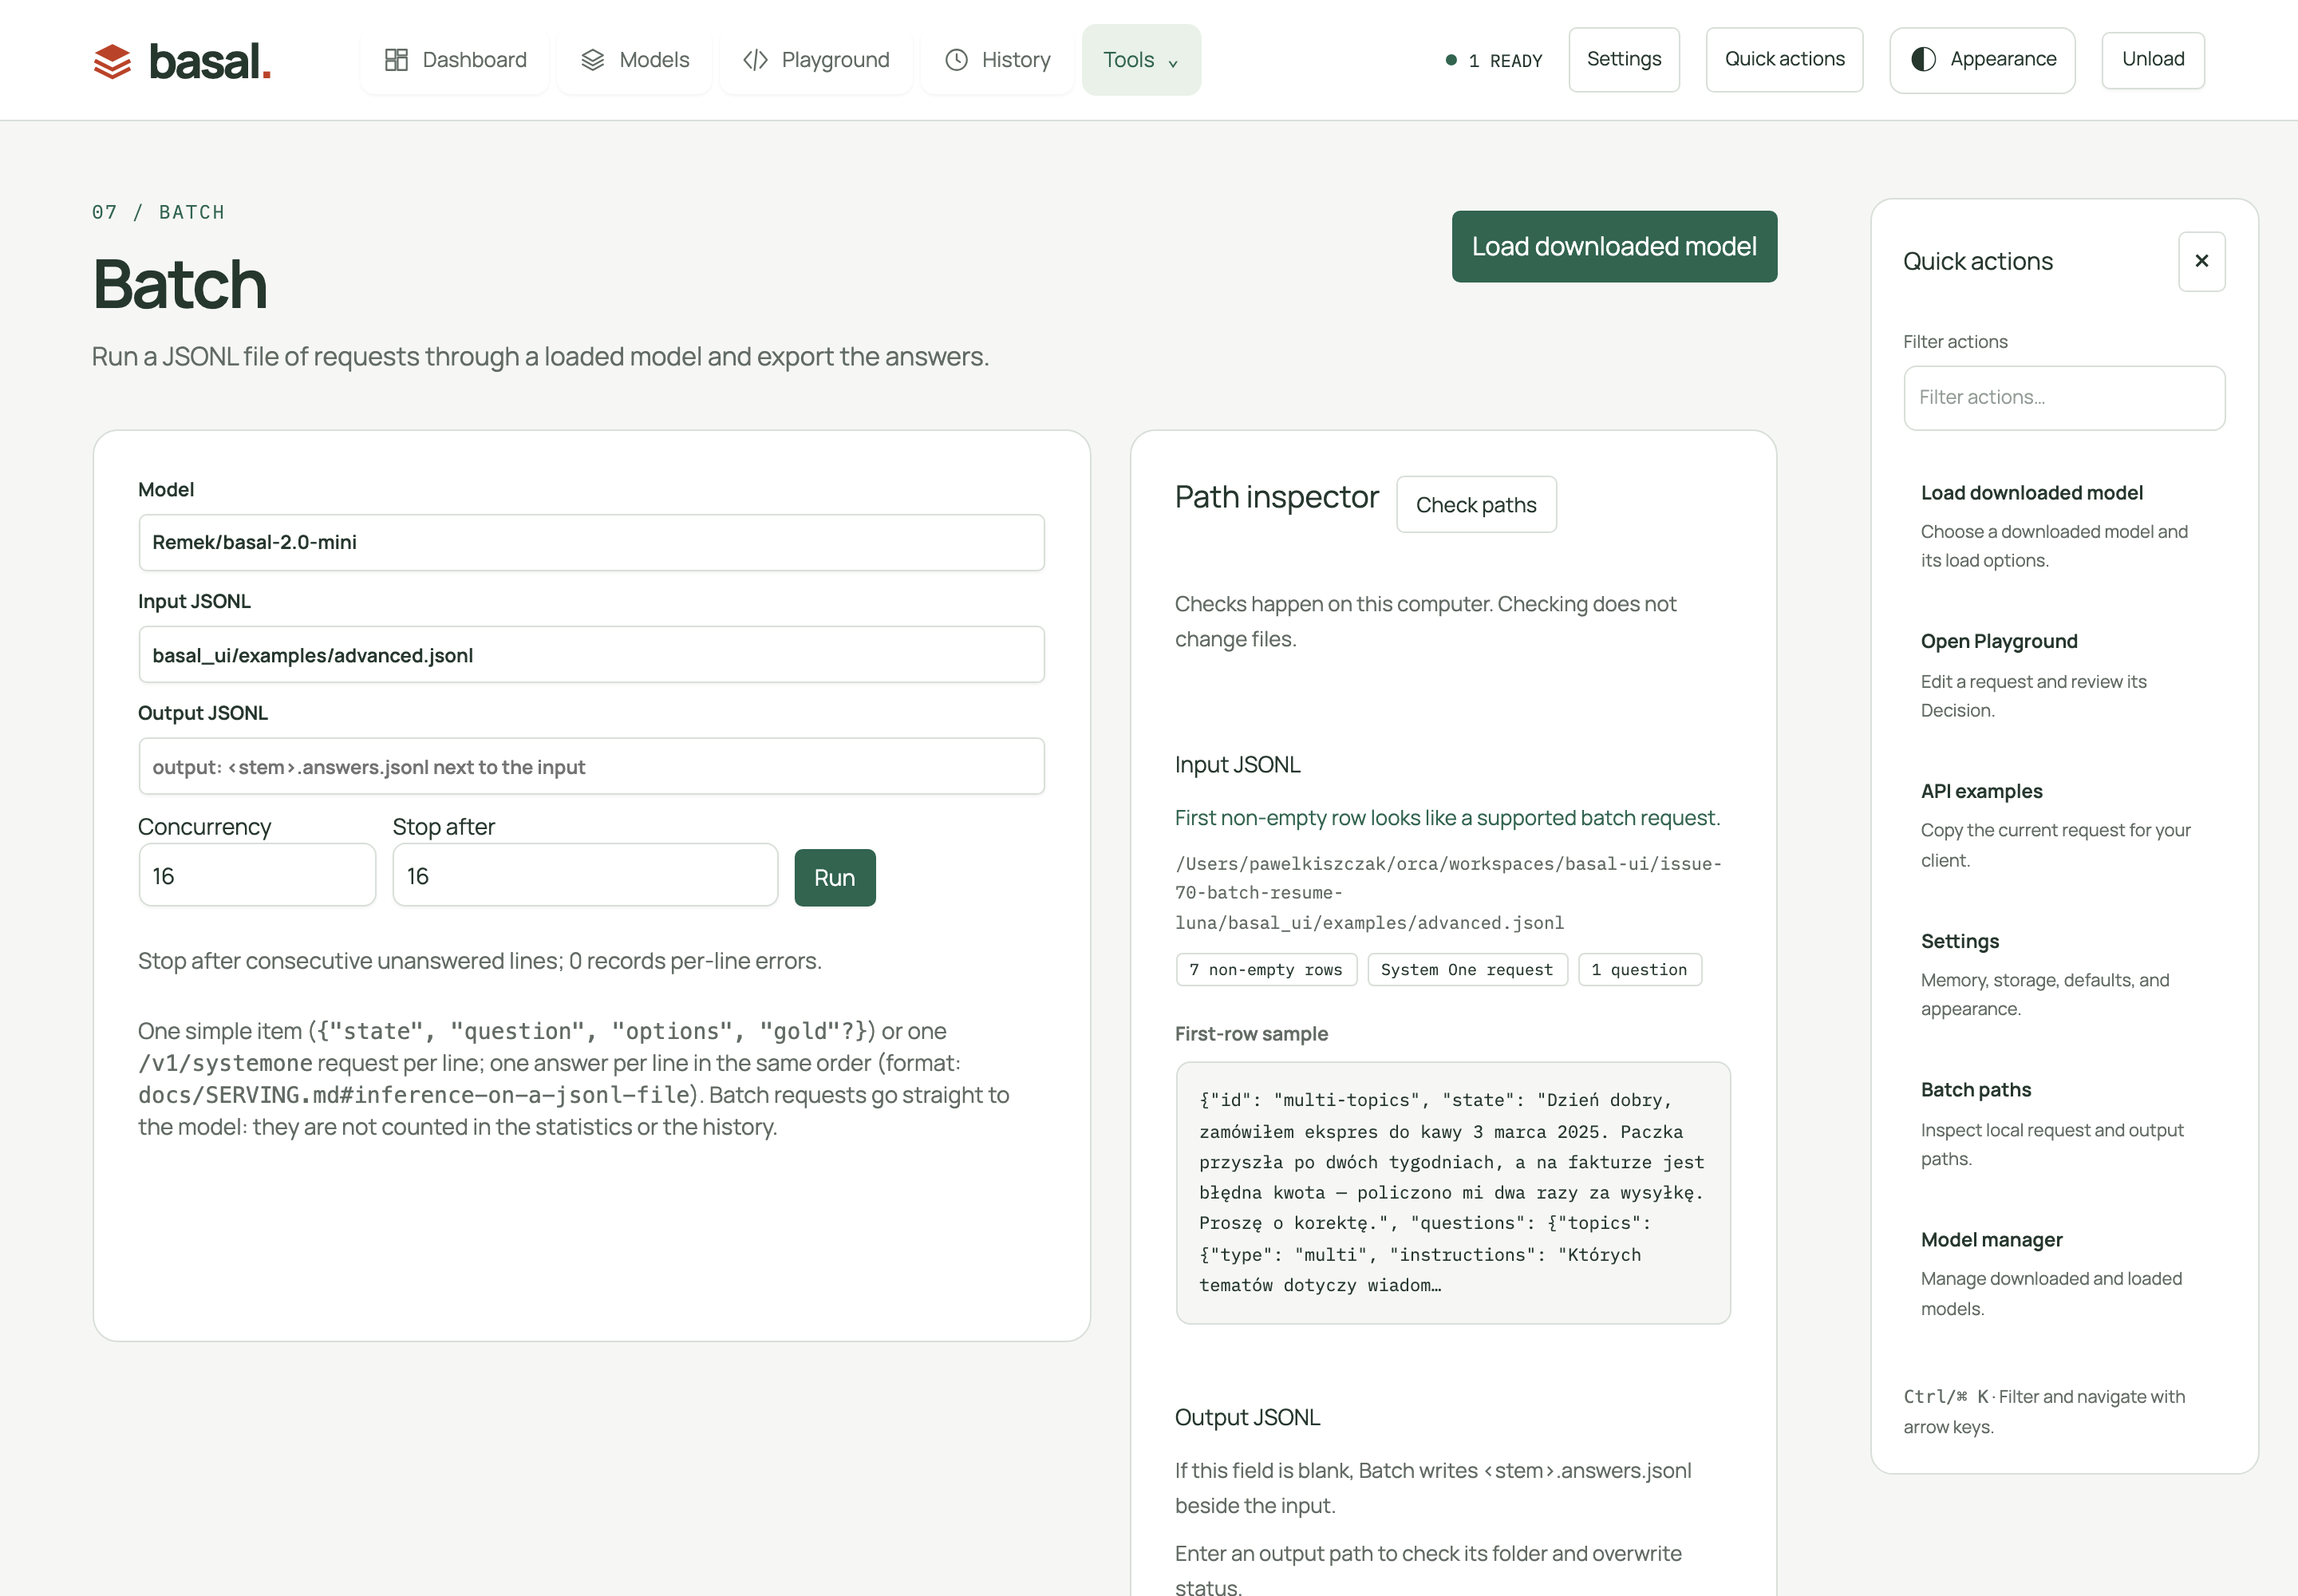 basal.
Dashboard
Models
Playground
History
Tools
1 READY
Settings
Quick actions
Appearance
Unload
07 / BATCH
Batch
Run a JSONL file of requests through a loaded model and export the answers.
Load downloaded model
Model
Remek/basal-2.0-mini
Input JSONL
basal_ui/examples/advanced.jsonl
Output JSONL
output: <stem>.answers.jsonl next to the input
Concurrency
Stop after
16
16
Run
Stop after consecutive unanswered lines; 0 records per-line errors.
One simple item ({"state", "question", "options", "gold"?}) or one
/v1/systemone request per line; one answer per line in the same order (format:
docs/SERVING.md#inference-on-a-jsonl-file). Batch requests go straight to
the model: they are not counted in the statistics or the history.
Path inspector
Check paths
Checks happen on this computer. Checking does not
change files.
Input JSONL
First non-empty row looks like a supported batch request.
/Users/pawelkiszczak/orca/workspaces/basal-ui/issue-
70-batch-resume-
luna/basal_ui/examples/advanced.jsonl
7 non-empty rows
System One request
1 question
First-row sample
{"id": "multi-topics", "state": "Dzień dobry,
zamówiłem ekspres do kawy 3 marca 2025. Paczka
przyszła po dwóch tygodniach, a na fakturze jest
błędna kwota — policzono mi dwa razy za wysyłkę.
Proszę o korektę.", "questions": {"topics":
{"type": "multi", "instructions": "Których
tematów dotyczy wiadom…
Output JSONL
If this field is blank, Batch writes <stem>.answers.jsonl
beside the input.
Enter an output path to check its folder and overwrite
status.
Quick actions
×
Filter actions
Filter actions…
Load downloaded model
Choose a downloaded model and
its load options.
Open Playground
Edit a request and review its
Decision.
API examples
Copy the current request for your
client.
Settings
Memory, storage, defaults, and
appearance.
Batch paths
Inspect local request and output
paths.
Model manager
Manage downloaded and loaded
models.
Ctrl/⌘ K · Filter and navigate with
arrow keys.